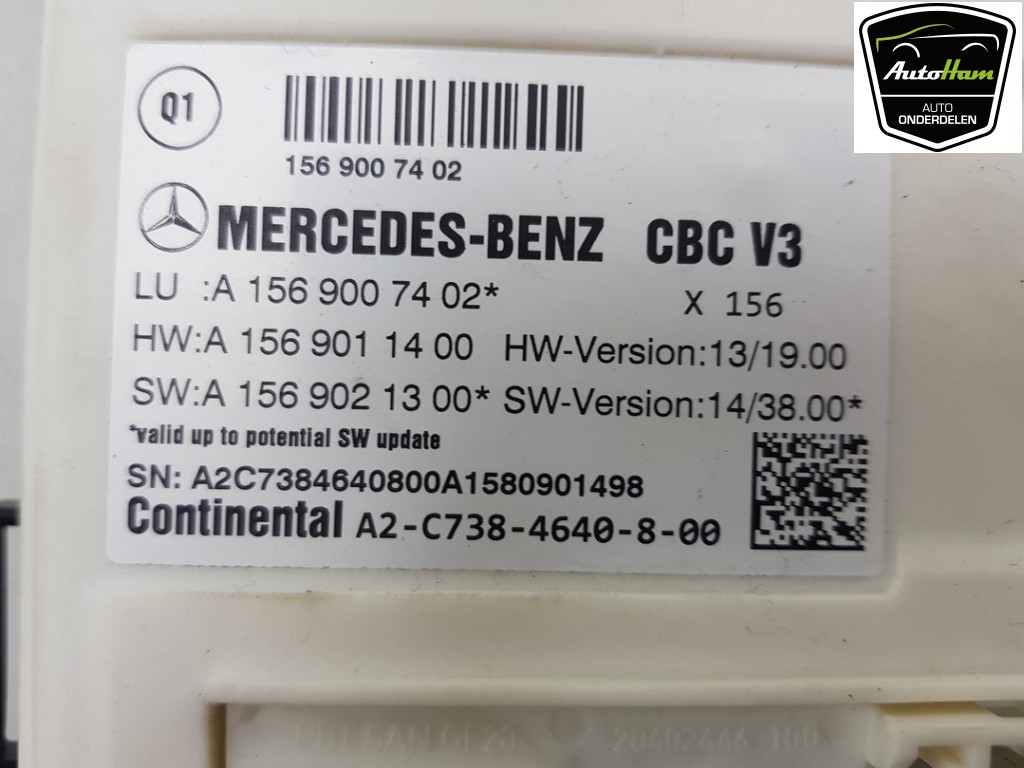 AutoHam
AUTO
ONDERDELEN
Q1
156 900 74 02
MERCEDES-BENZ CBC V3
LU :A 156 900 74 02* X 156
HW:A 156 901 14 00 HW-Version:13/19.00
SW:A 156 902 13 00* SW-Version:14/38.00*
*valid up to potential SW update
SN: A2C7384640800A1580901498
Continental A2-C738-4640-8-00
28402444 100